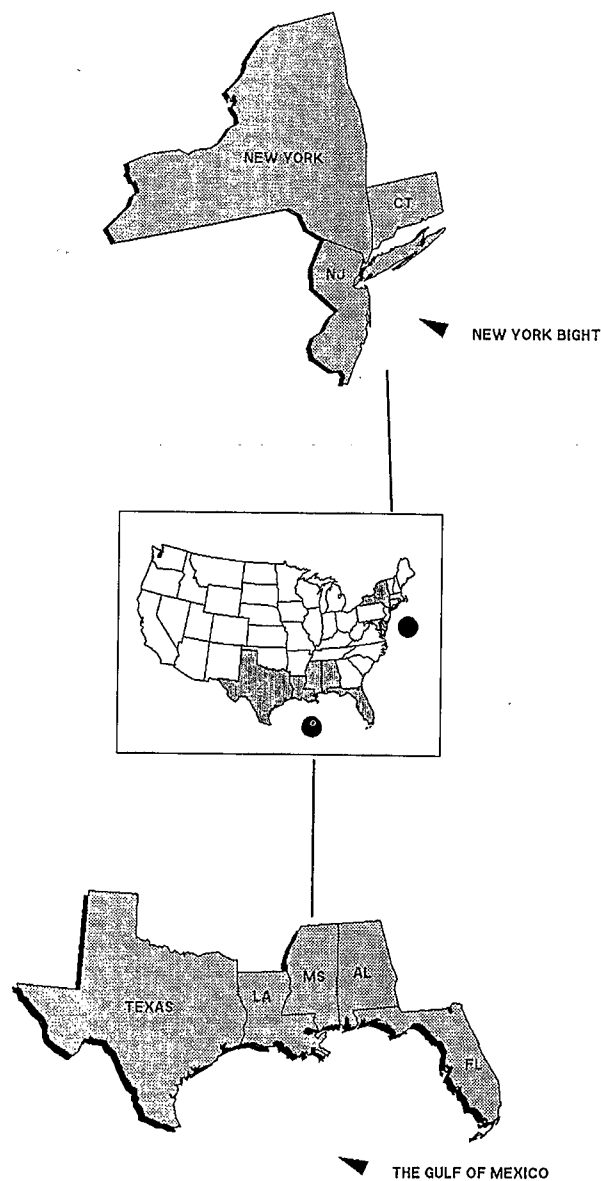 NEW YORK
CT
NJ
NEW YORK BIGHT
TEXAS
LA
MS
AL
FL
THE GULF OF MEXICO